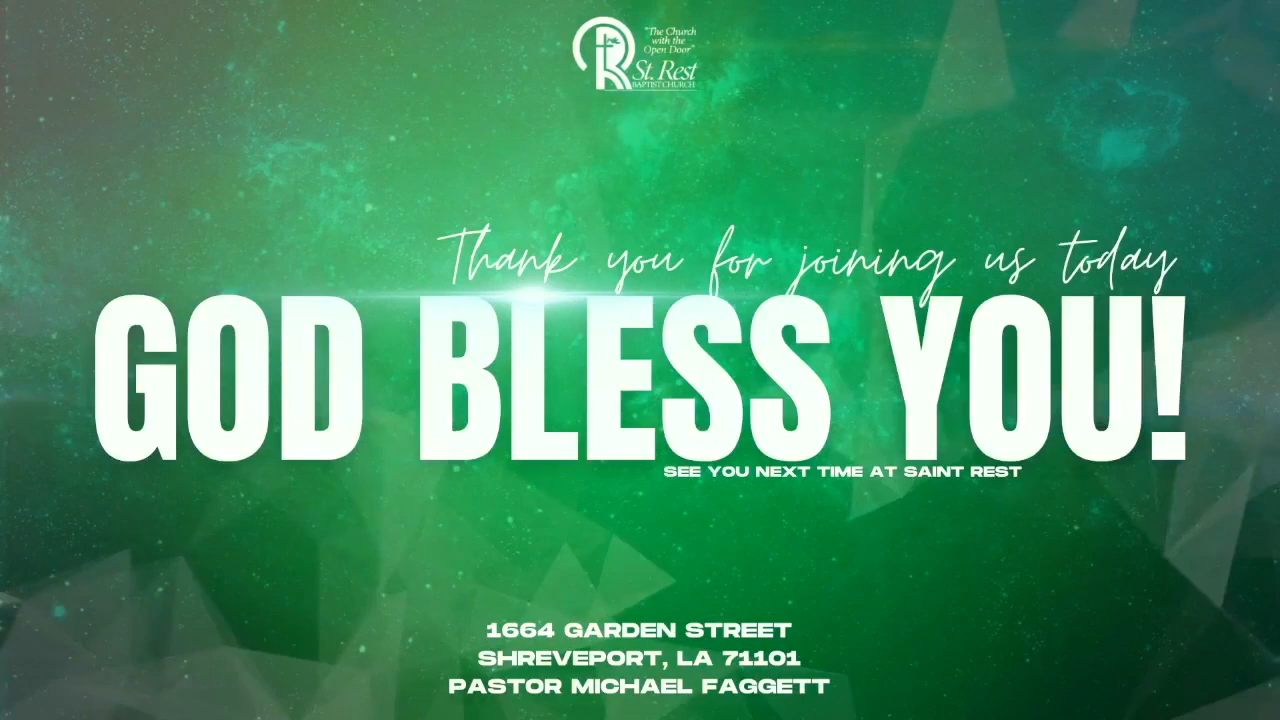 "The Church
with the
Open Door"
St. Rest
BAPTIST CHURCH
Thank you for joining us today
GOD BLESS YOU!
SEE YOU NEXT TIME AT SAINT REST
1664 GARDEN STREET
SHREVEPORT, LA 71101
PASTOR MICHAEL FAGGETT